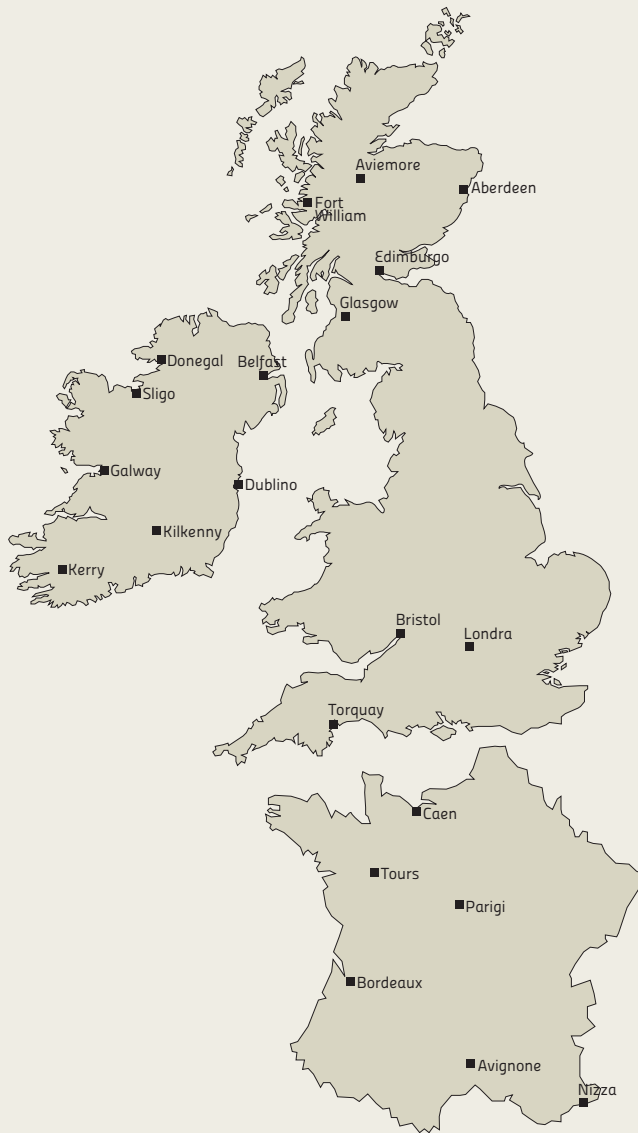 Aviemore
Aberdeen
Fort
William
Edimburgo
Glasgow
Donegal
Belfast
Sligo
Galway
Dublino
Kilkenny
Kerry
Bristol
Londra
Torquay
Caen
Tours
Parigi
Bordeaux
Avignone
Nizza